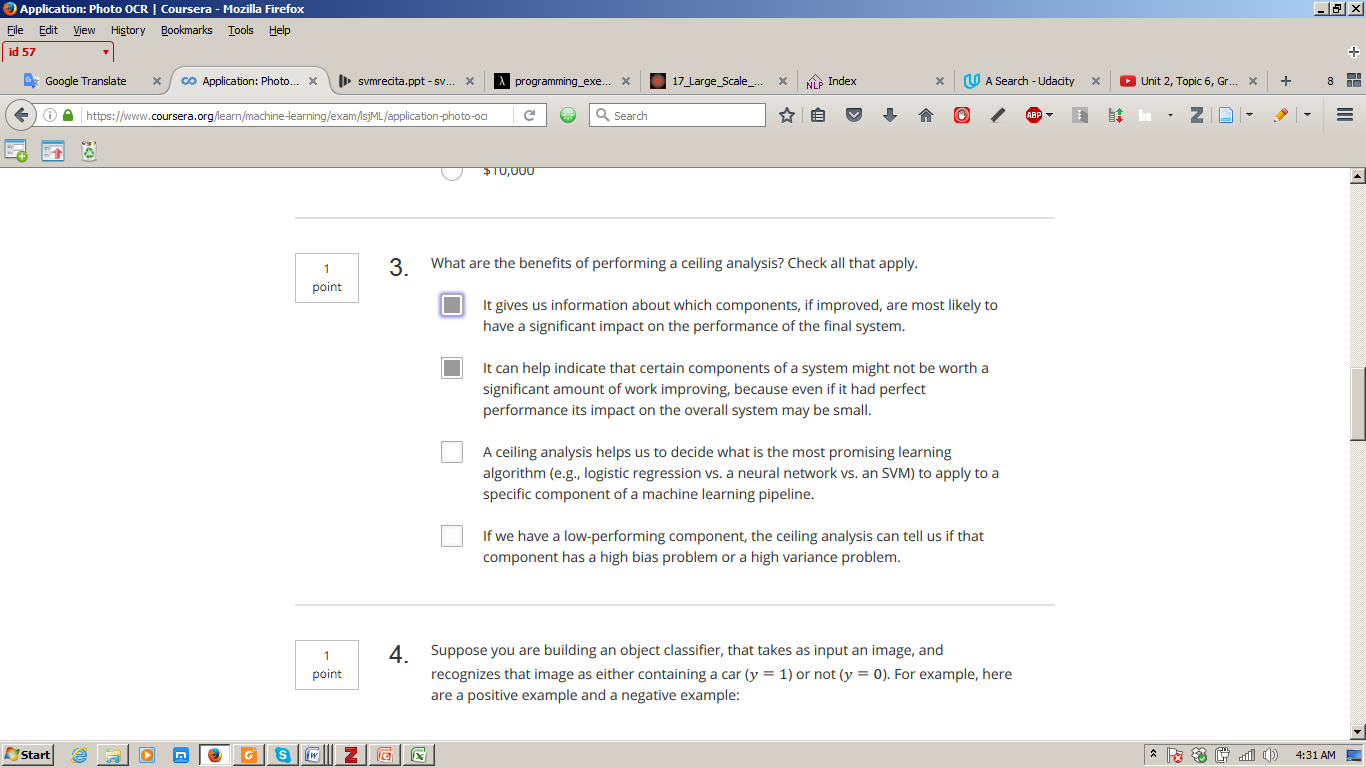 Application: Photo OCR | Coursera - Mozilla Firefox
File Edit View History Bookmarks Tools Help
id 57
Google Translate
Application: Photo...
svmrecita.ppt - sv...
programming_exe...
17_Large_Scale_...
Index
A Search - Udacity
Unit 2, Topic 6, Gr...
8
https://www.coursera.org/learn/machine-learning/exam/lsjML/application-photo-ocr
Search
ABP
$10,000
1
point
3.
What are the benefits of performing a ceiling analysis? Check all that apply.
It gives us information about which components, if improved, are most likely to
have a significant impact on the performance of the final system.
It can help indicate that certain components of a system might not be worth a
significant amount of work improving, because even if it had perfect
performance its impact on the overall system may be small.
A ceiling analysis helps us to decide what is the most promising learning
algorithm (e.g., logistic regression vs. a neural network vs. an SVM) to apply to a
specific component of a machine learning pipeline.
If we have a low-performing component, the ceiling analysis can tell us if that
component has a high bias problem or a high variance problem.
1
point
4.
Suppose you are building an object classifier, that takes as input an image, and
recognizes that image as either containing a car (y = 1) or not (y = 0). For example, here
are a positive example and a negative example:
Start
4:31 AM